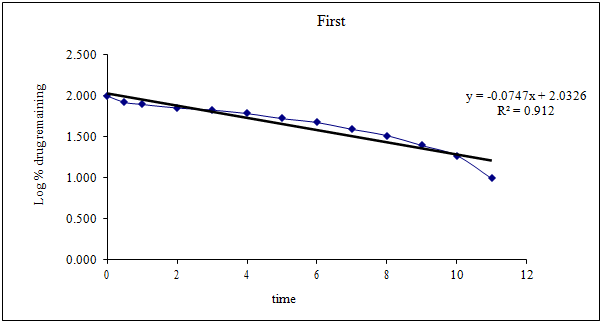 First
2.500
2.000
1.500
1.000
0.500
0.000
Log % drug remaining
y = -0.0747x + 2.0326
R² = 0.912
0 2 4 6 8 10 12
time